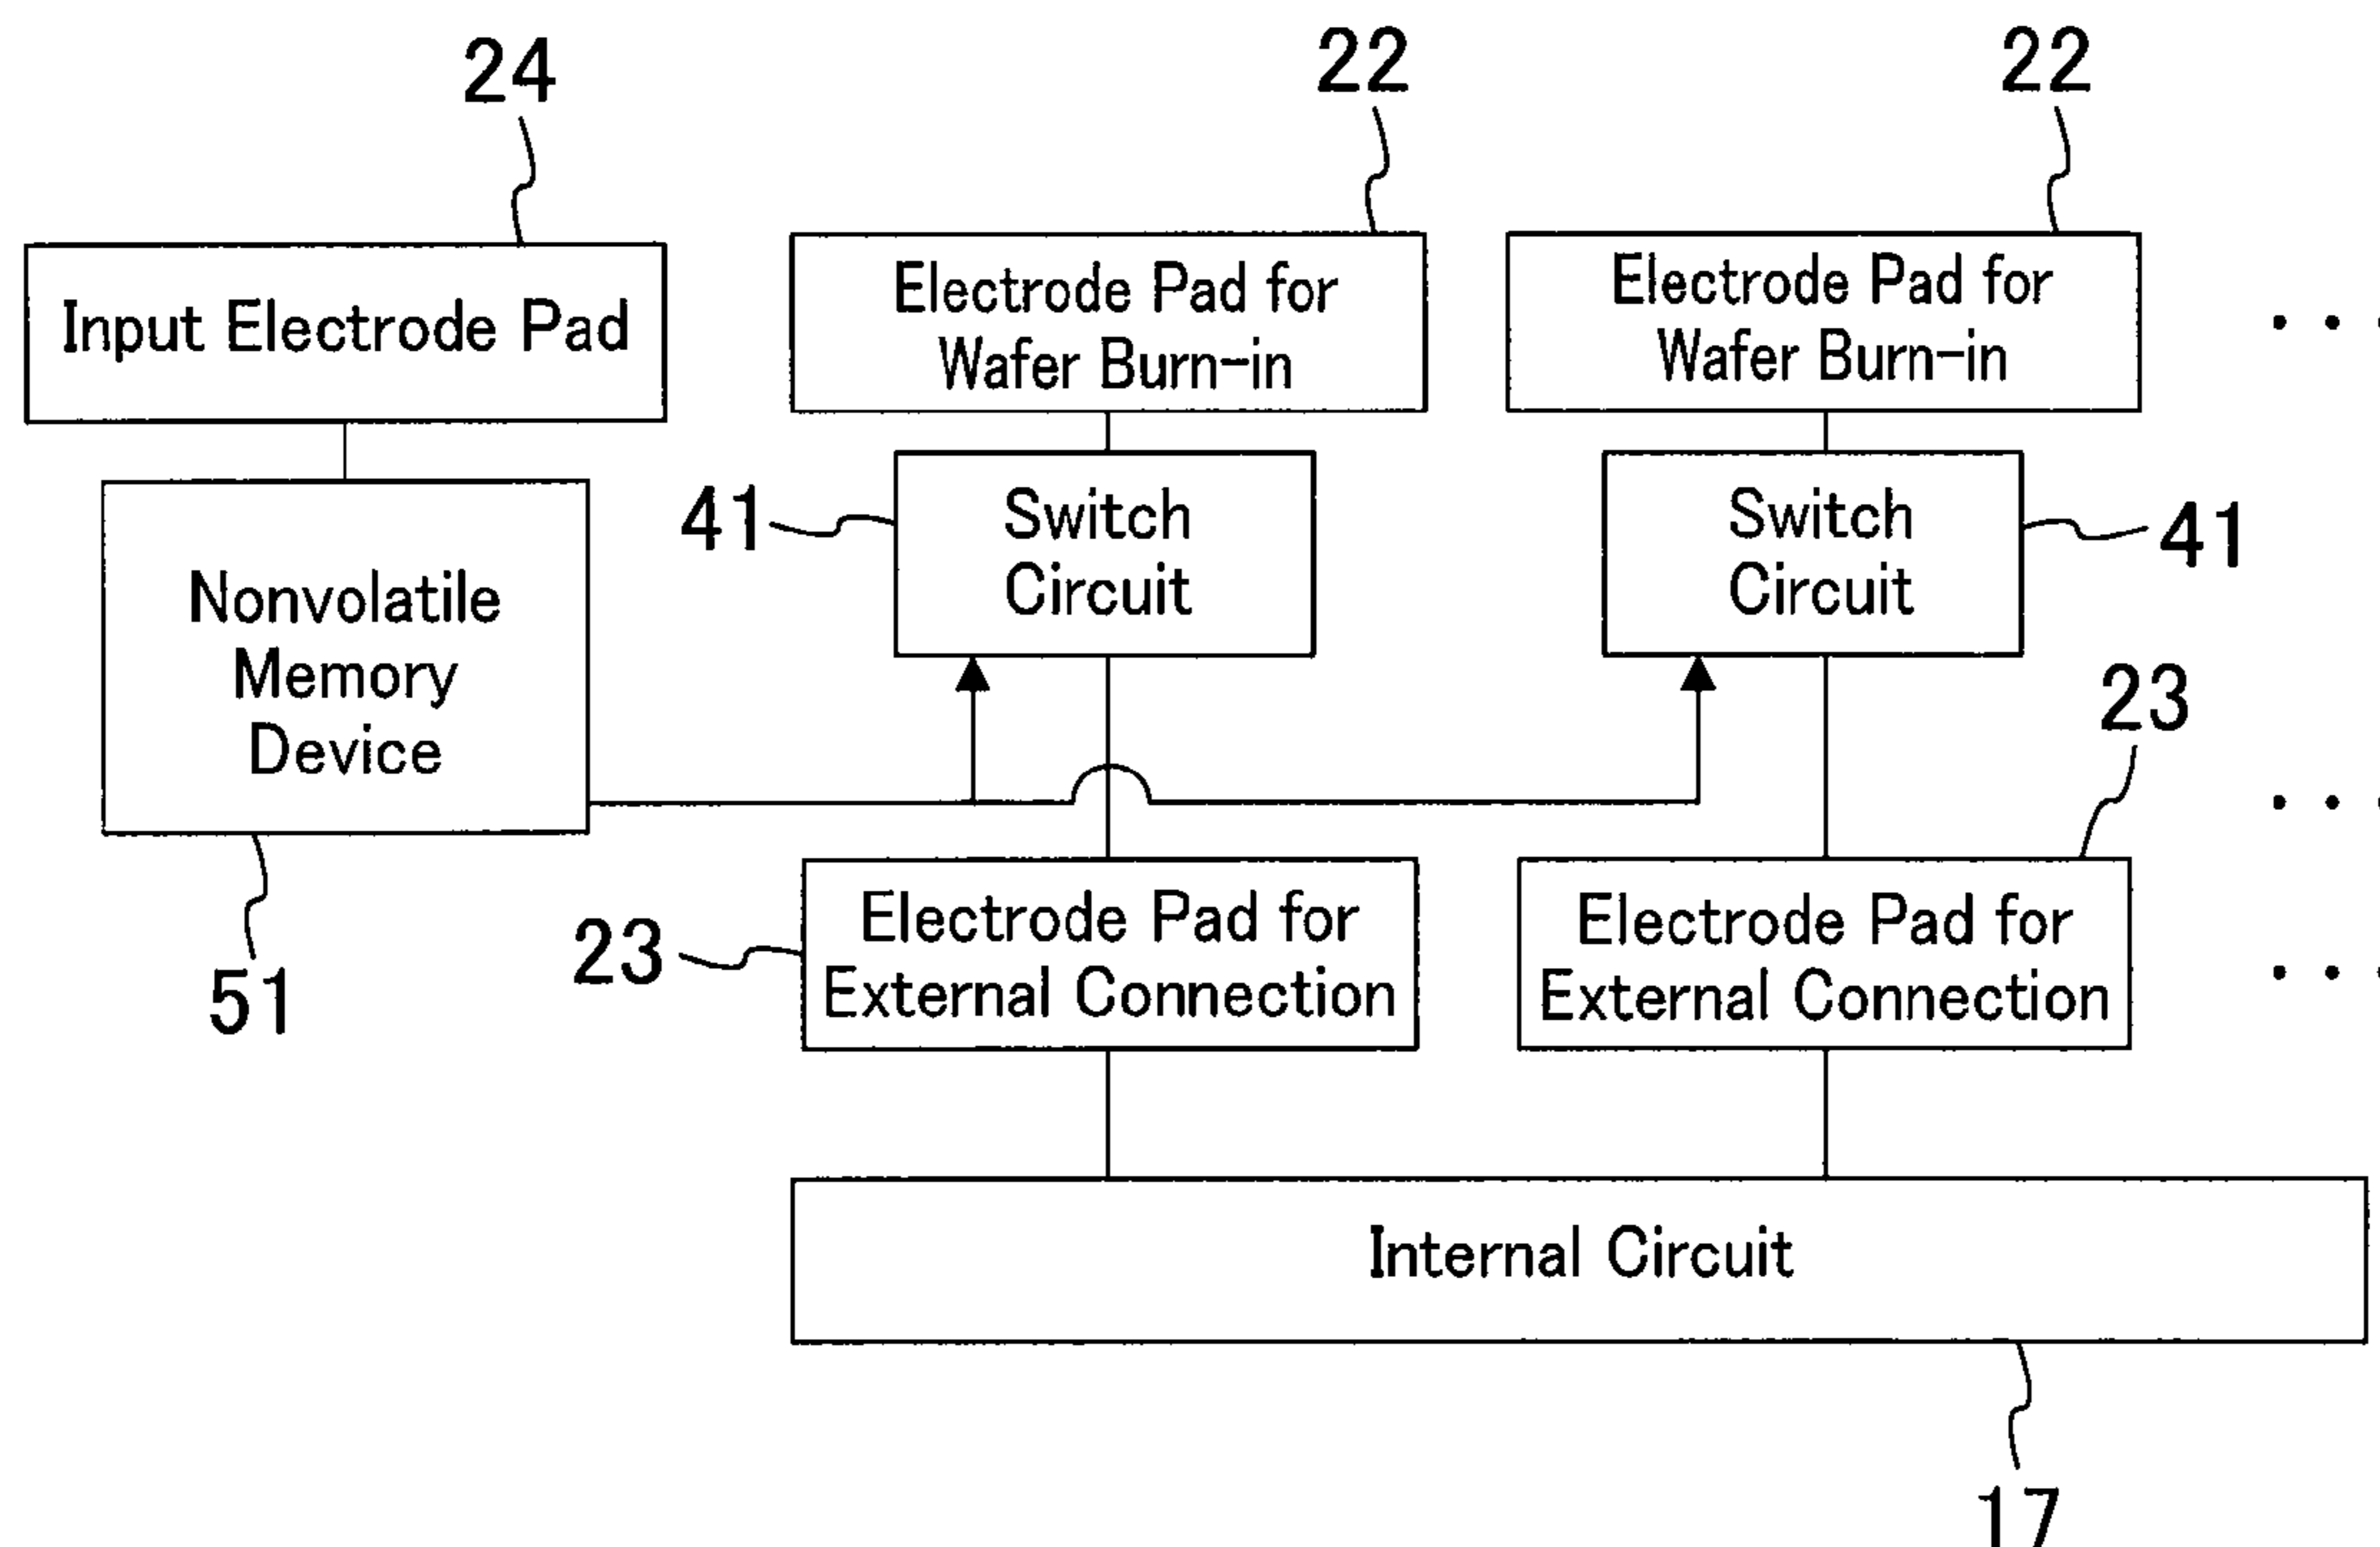 24
22
22
Input Electrode Pad
Electrode Pad for
Wafer Burn-in
Electrode Pad for
Wafer Burn-in
. . .
41
Switch
Circuit
Switch
Circuit
41
Nonvolatile
Memory
Device
23
. . .
51
23
Electrode Pad for
External Connection
Electrode Pad for
External Connection
. . .
Internal Circuit
17